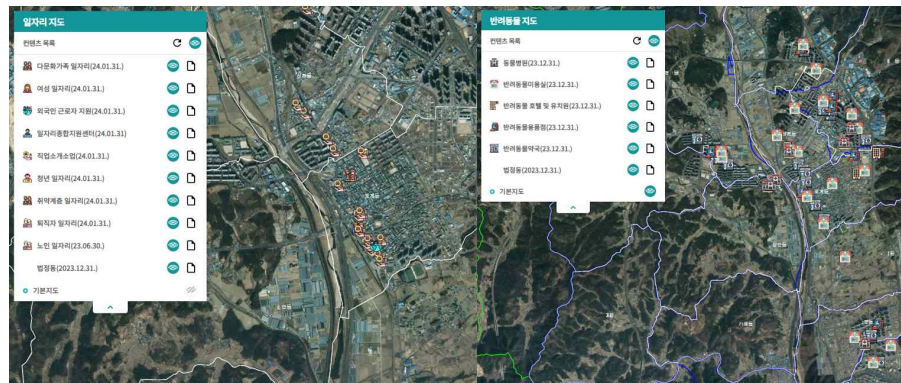 일자리 지도
컨텐츠 목록
다문화가족 일자리(24.01.31.)
여성 일자리(24.01.31.)
외국인 근로자 지원(24.01.31.)
일자리종합지원센터(24.01.31)
직업소개소업(24.01.31.)
청년 일자리(24.01.31.)
취약계층 일자리(24.01.31.)
퇴직자 일자리(24.01.31.)
노인 일자리(23.06.30.)
법정동(2023.12.31.)
기본지도
반려동물 지도
컨텐츠 목록
동물병원(23.12.31.)
반려동물미용실(23.12.31.)
반려동물 호텔 및 유치원(23.12.31.)
반려동물용품점(23.12.31.)
반려동물약국(23.12.31.)
법정동(2023.12.31.)
기본지도